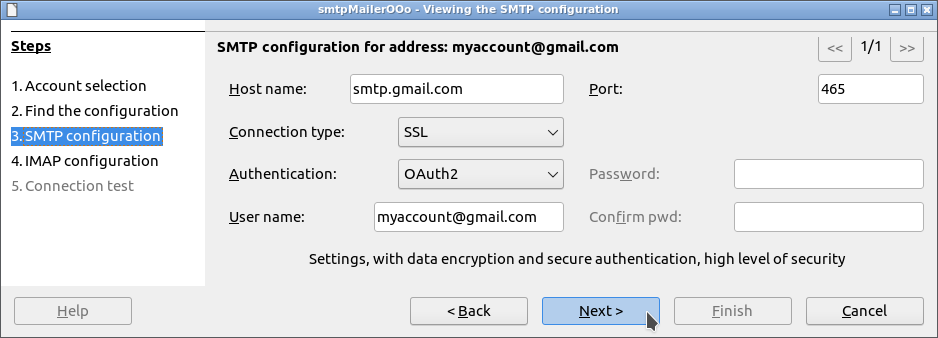 smtpMailerOOo - Viewing the SMTP configuration
Steps
1. Account selection
2. Find the configuration
3. SMTP configuration
4. IMAP configuration
5. Connection test
SMTP configuration for address: myaccount@gmail.com
<< 1/1 >>
Host name: smtp.gmail.com Port: 465
Connection type: SSL
Authentication: OAuth2 Password:
User name: myaccount@gmail.com Confirm pwd:
Settings, with data encryption and secure authentication, high level of security
Help < Back Next > Finish Cancel